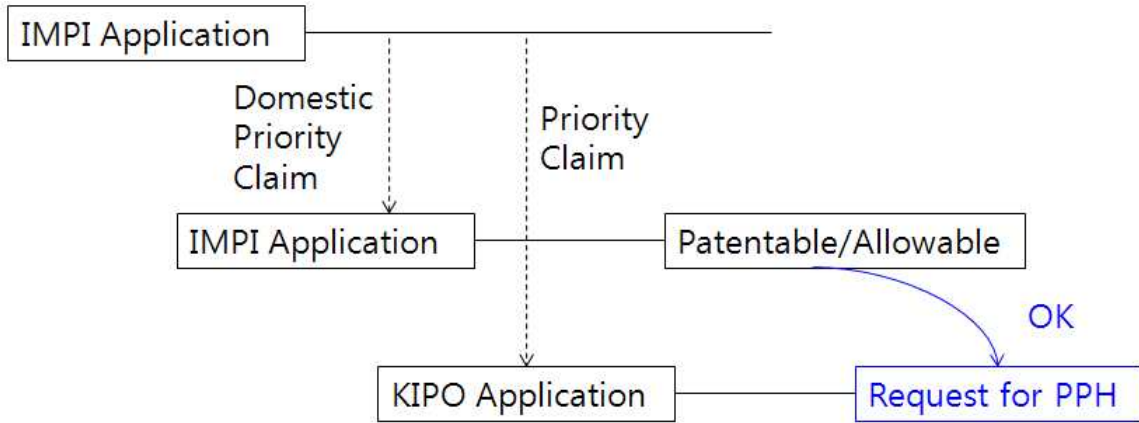 IMPI Application
Domestic
Priority
Claim
Priority
Claim
IMPI Application
Patentable/Allowable
OK
KIPO Application
Request for PPH